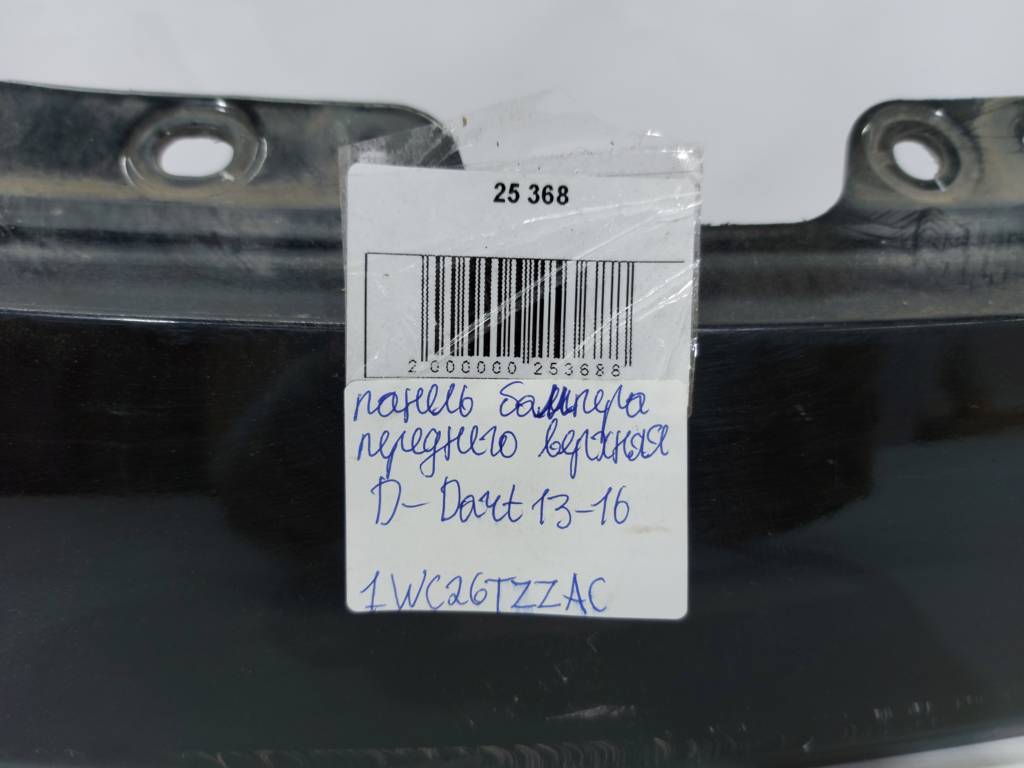 25 368
2 000000 253688
панель бампера
переднего верхняя
D-Dart 13-16
1WC26TZZAC